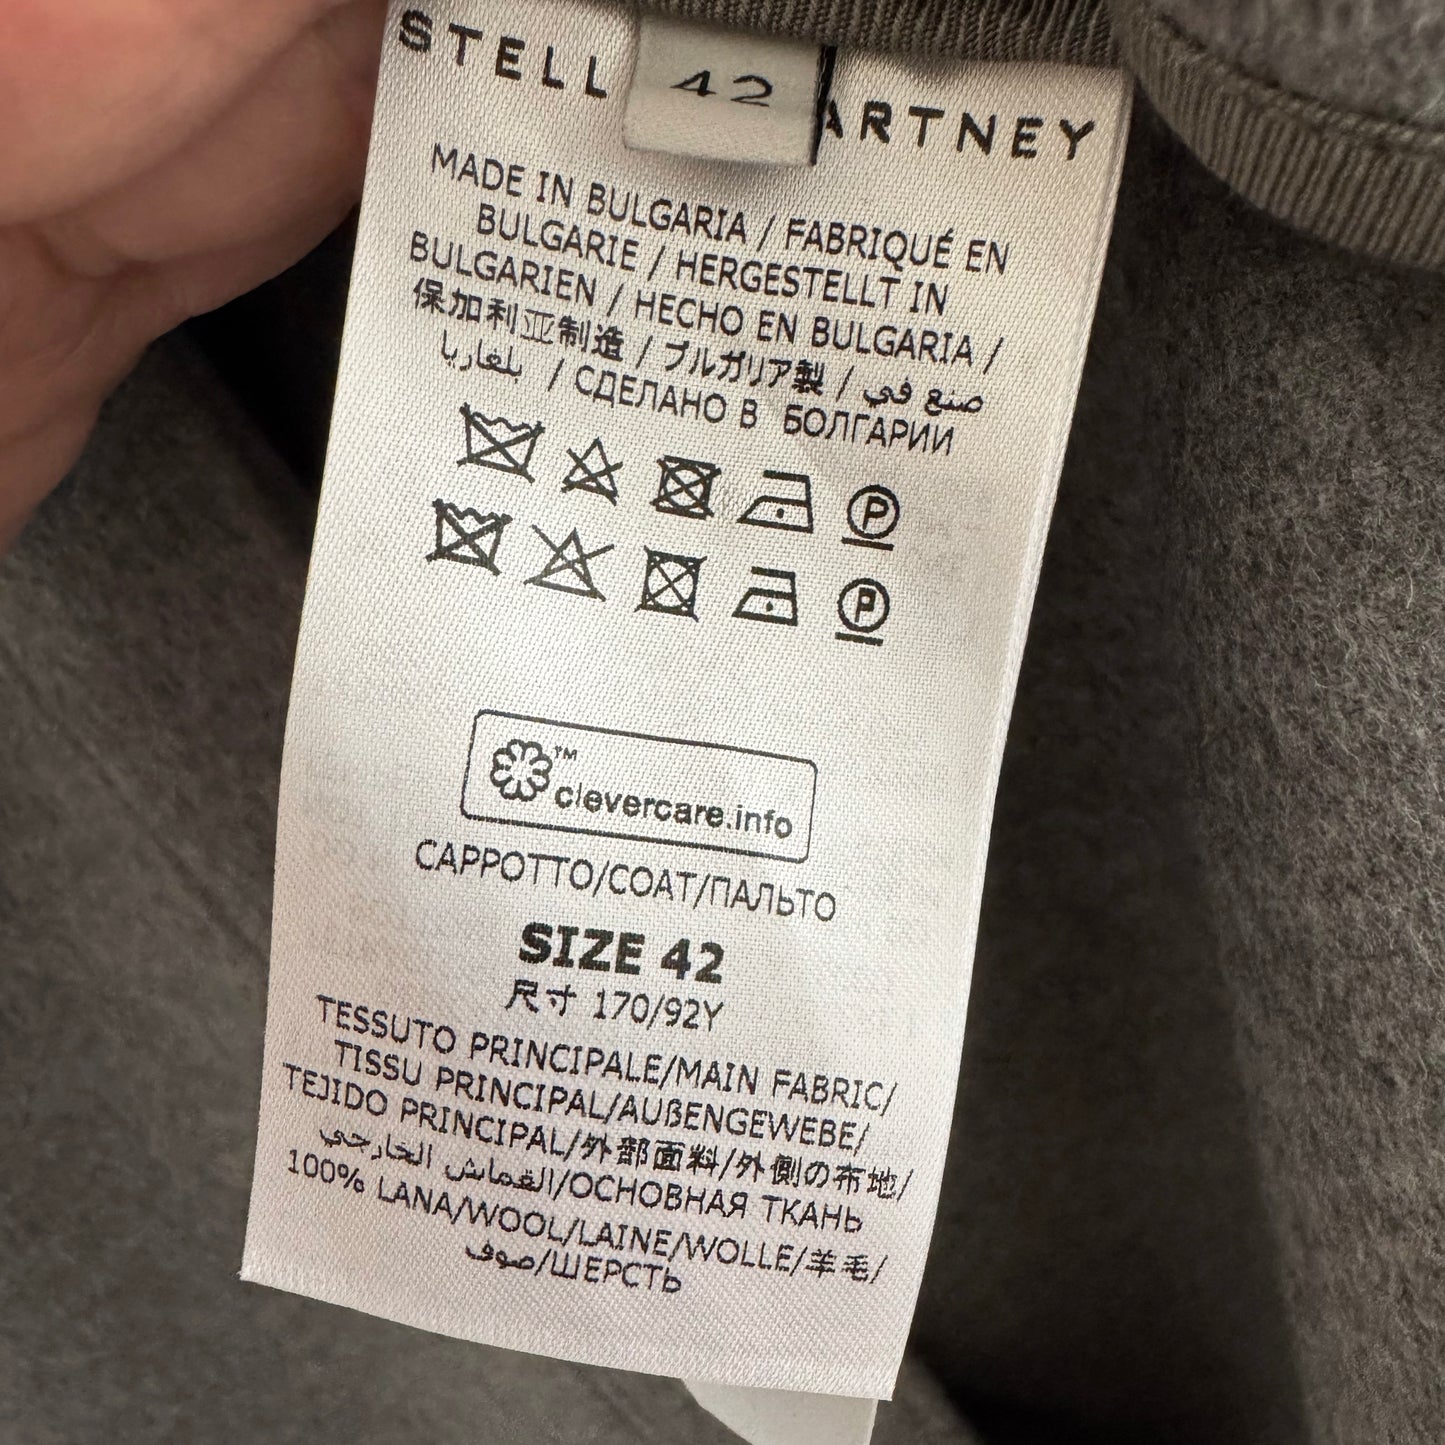 STELL ARTNEY
42
MADE IN BULGARIA / FABRIQUÉ EN
BULGARIE / HERGESTELLT IN
BULGARIEN / HECHO EN BULGARIA /
保加利亚制造 / ブルガリア製 / صنع في
بلغاريا / СДЕЛАНО В БОЛГАРИИ
P
P
™
clevercare.info
CAPPOTTO/COAT/ПАЛЬТО
SIZE 42
尺寸 170/92Y
TESSUTO PRINCIPALE/MAIN FABRIC/
TISSU PRINCIPAL/AUßENGEWEBE/
TEJIDO PRINCIPAL/外部面料/外側の布地/
القماش الخارجي/ОСНОВНАЯ ТКАНЬ
100% LANA/WOOL/LAINE/WOLLE/羊毛/
صوف/ШЕРСТЬ